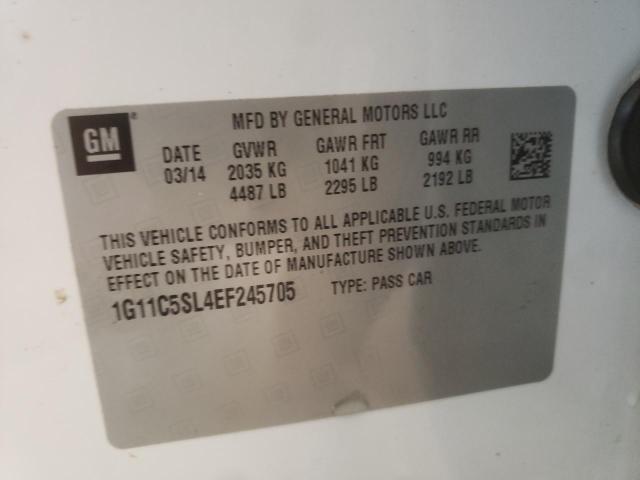 GM
MFD BY GENERAL MOTORS LLC
DATE GVWR GAWR FRT GAWR RR
03/14 2035 KG 1041 KG 994 KG
4487 LB 2295 LB 2192 LB
THIS VEHICLE CONFORMS TO ALL APPLICABLE U.S. FEDERAL MOTOR
VEHICLE SAFETY, BUMPER, AND THEFT PREVENTION STANDARDS IN
EFFECT ON THE DATE OF MANUFACTURE SHOWN ABOVE.
1G11C5SL4EF245705 TYPE: PASS CAR